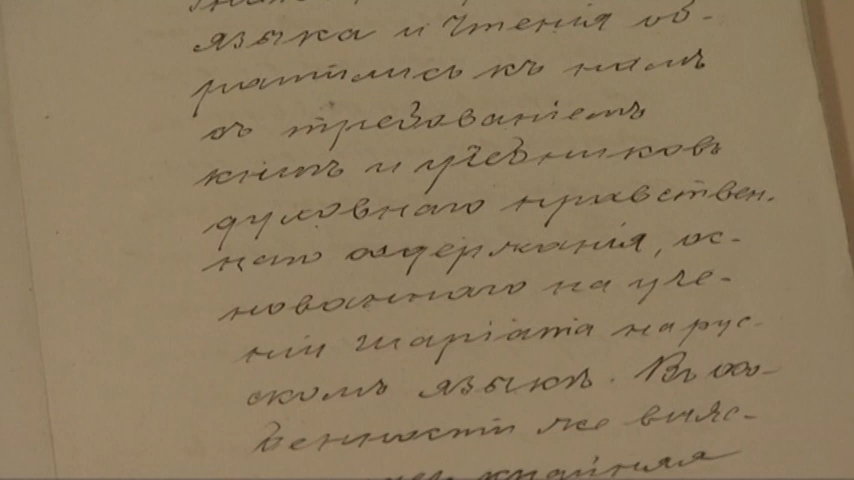 языка и чтенія об-
ратились къ намъ
съ требованіемъ
книгъ и учебниковъ
духовнаго нравствен-
наго содержанія, ос-
нованнаго на уче-
ніи шаріата на рус-
скомъ языкѣ. Въ осо-
бенности же выяс-
крайняя